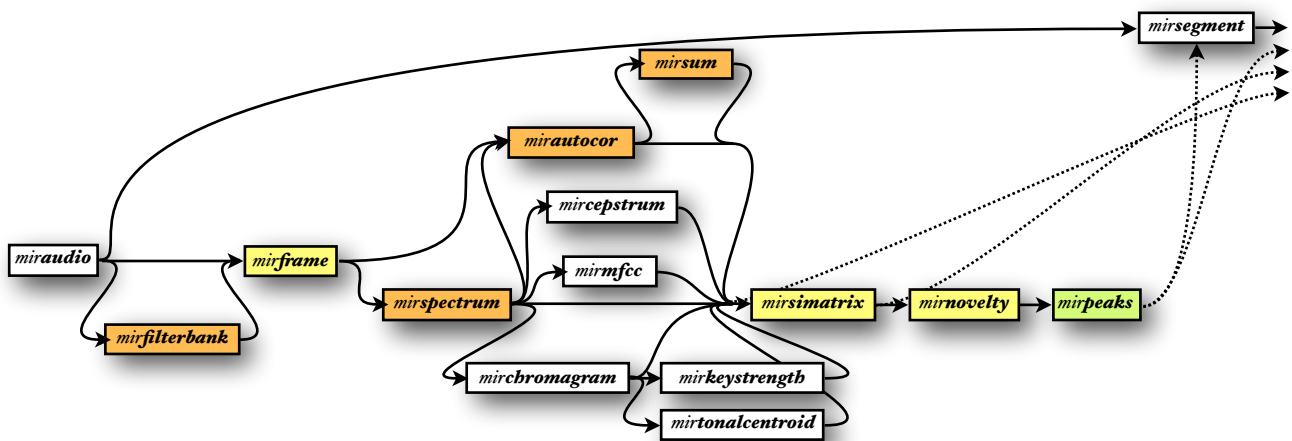 mirsegment
mirsum
mirautocor
mircepstrum
miraudio
mirframe
mirmfcc
mirspectrum
mirsimatrix
mirnovelty
mirpeaks
mirfilterbank
mirchromagram
mirkeystrength
mirtonalcentroid